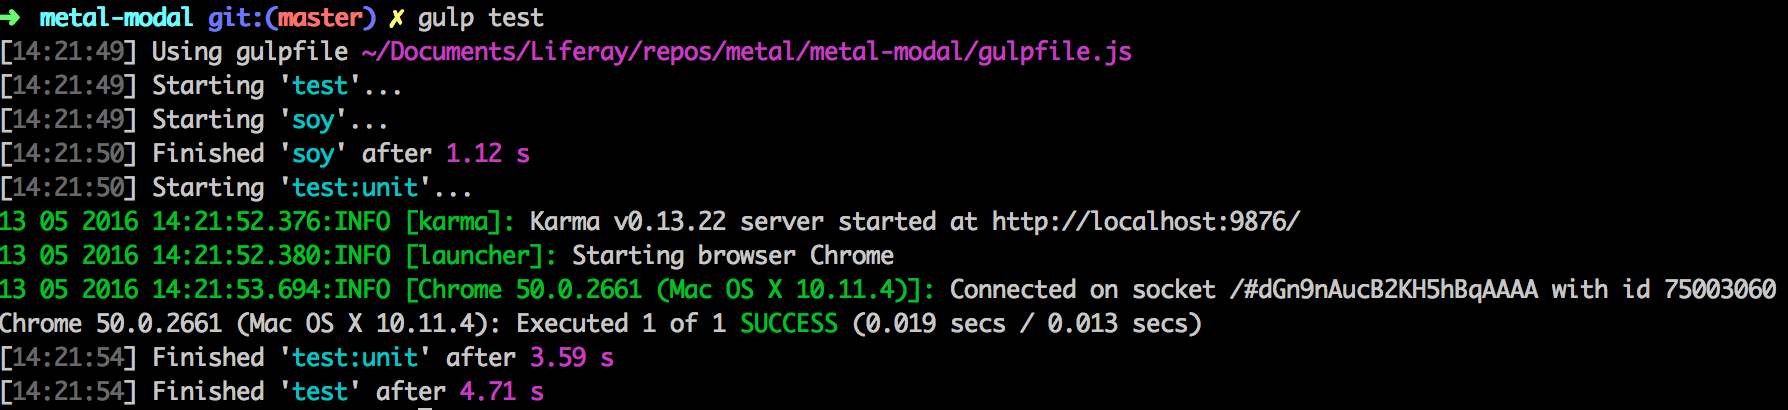 ➜ metal-modal git:(master) ✗ gulp test
[14:21:49] Using gulpfile ~/Documents/Liferay/repos/metal/metal-modal/gulpfile.js
[14:21:49] Starting 'test'...
[14:21:49] Starting 'soy'...
[14:21:50] Finished 'soy' after 1.12 s
[14:21:50] Starting 'test:unit'...
13 05 2016 14:21:52.376:INFO [karma]: Karma v0.13.22 server started at http://localhost:9876/
13 05 2016 14:21:52.380:INFO [launcher]: Starting browser Chrome
13 05 2016 14:21:53.694:INFO [Chrome 50.0.2661 (Mac OS X 10.11.4)]: Connected on socket /#dGn9nAucB2KH5hBqAAAA with id 75003060
Chrome 50.0.2661 (Mac OS X 10.11.4): Executed 1 of 1 SUCCESS (0.019 secs / 0.013 secs)
[14:21:54] Finished 'test:unit' after 3.59 s
[14:21:54] Finished 'test' after 4.71 s